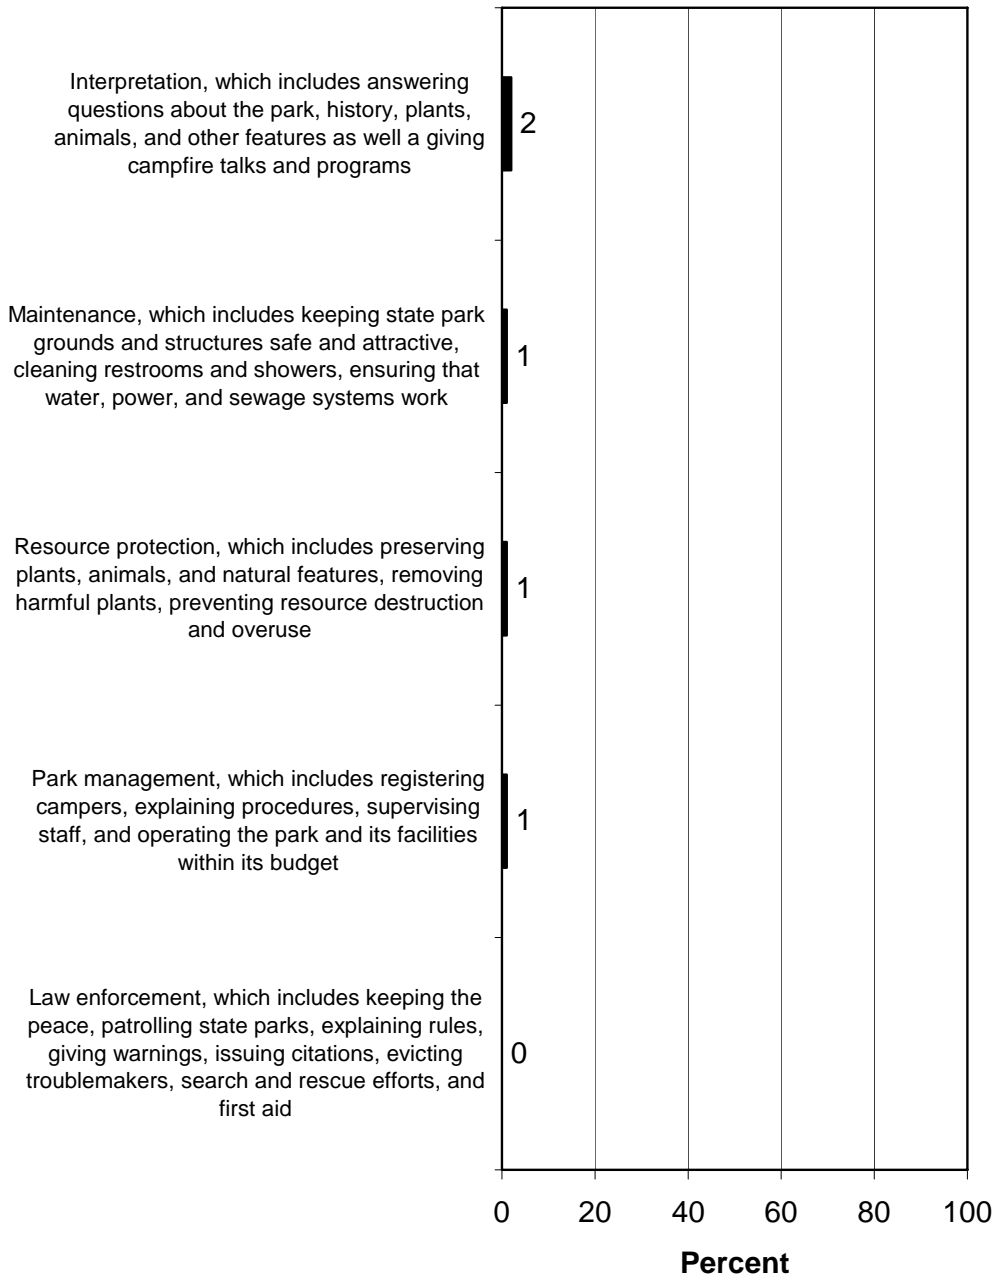 Interpretation, which includes answering
questions about the park, history, plants,
animals, and other features as well a giving
campfire talks and programs
2
Maintenance, which includes keeping state park
grounds and structures safe and attractive,
cleaning restrooms and showers, ensuring that
water, power, and sewage systems work
1
Resource protection, which includes preserving
plants, animals, and natural features, removing
harmful plants, preventing resource destruction
and overuse
1
Park management, which includes registering
campers, explaining procedures, supervising
staff, and operating the park and its facilities
within its budget
1
Law enforcement, which includes keeping the
peace, patrolling state parks, explaining rules,
giving warnings, issuing citations, evicting
troublemakers, search and rescue efforts, and
first aid
0
0 20 40 60 80 100
Percent